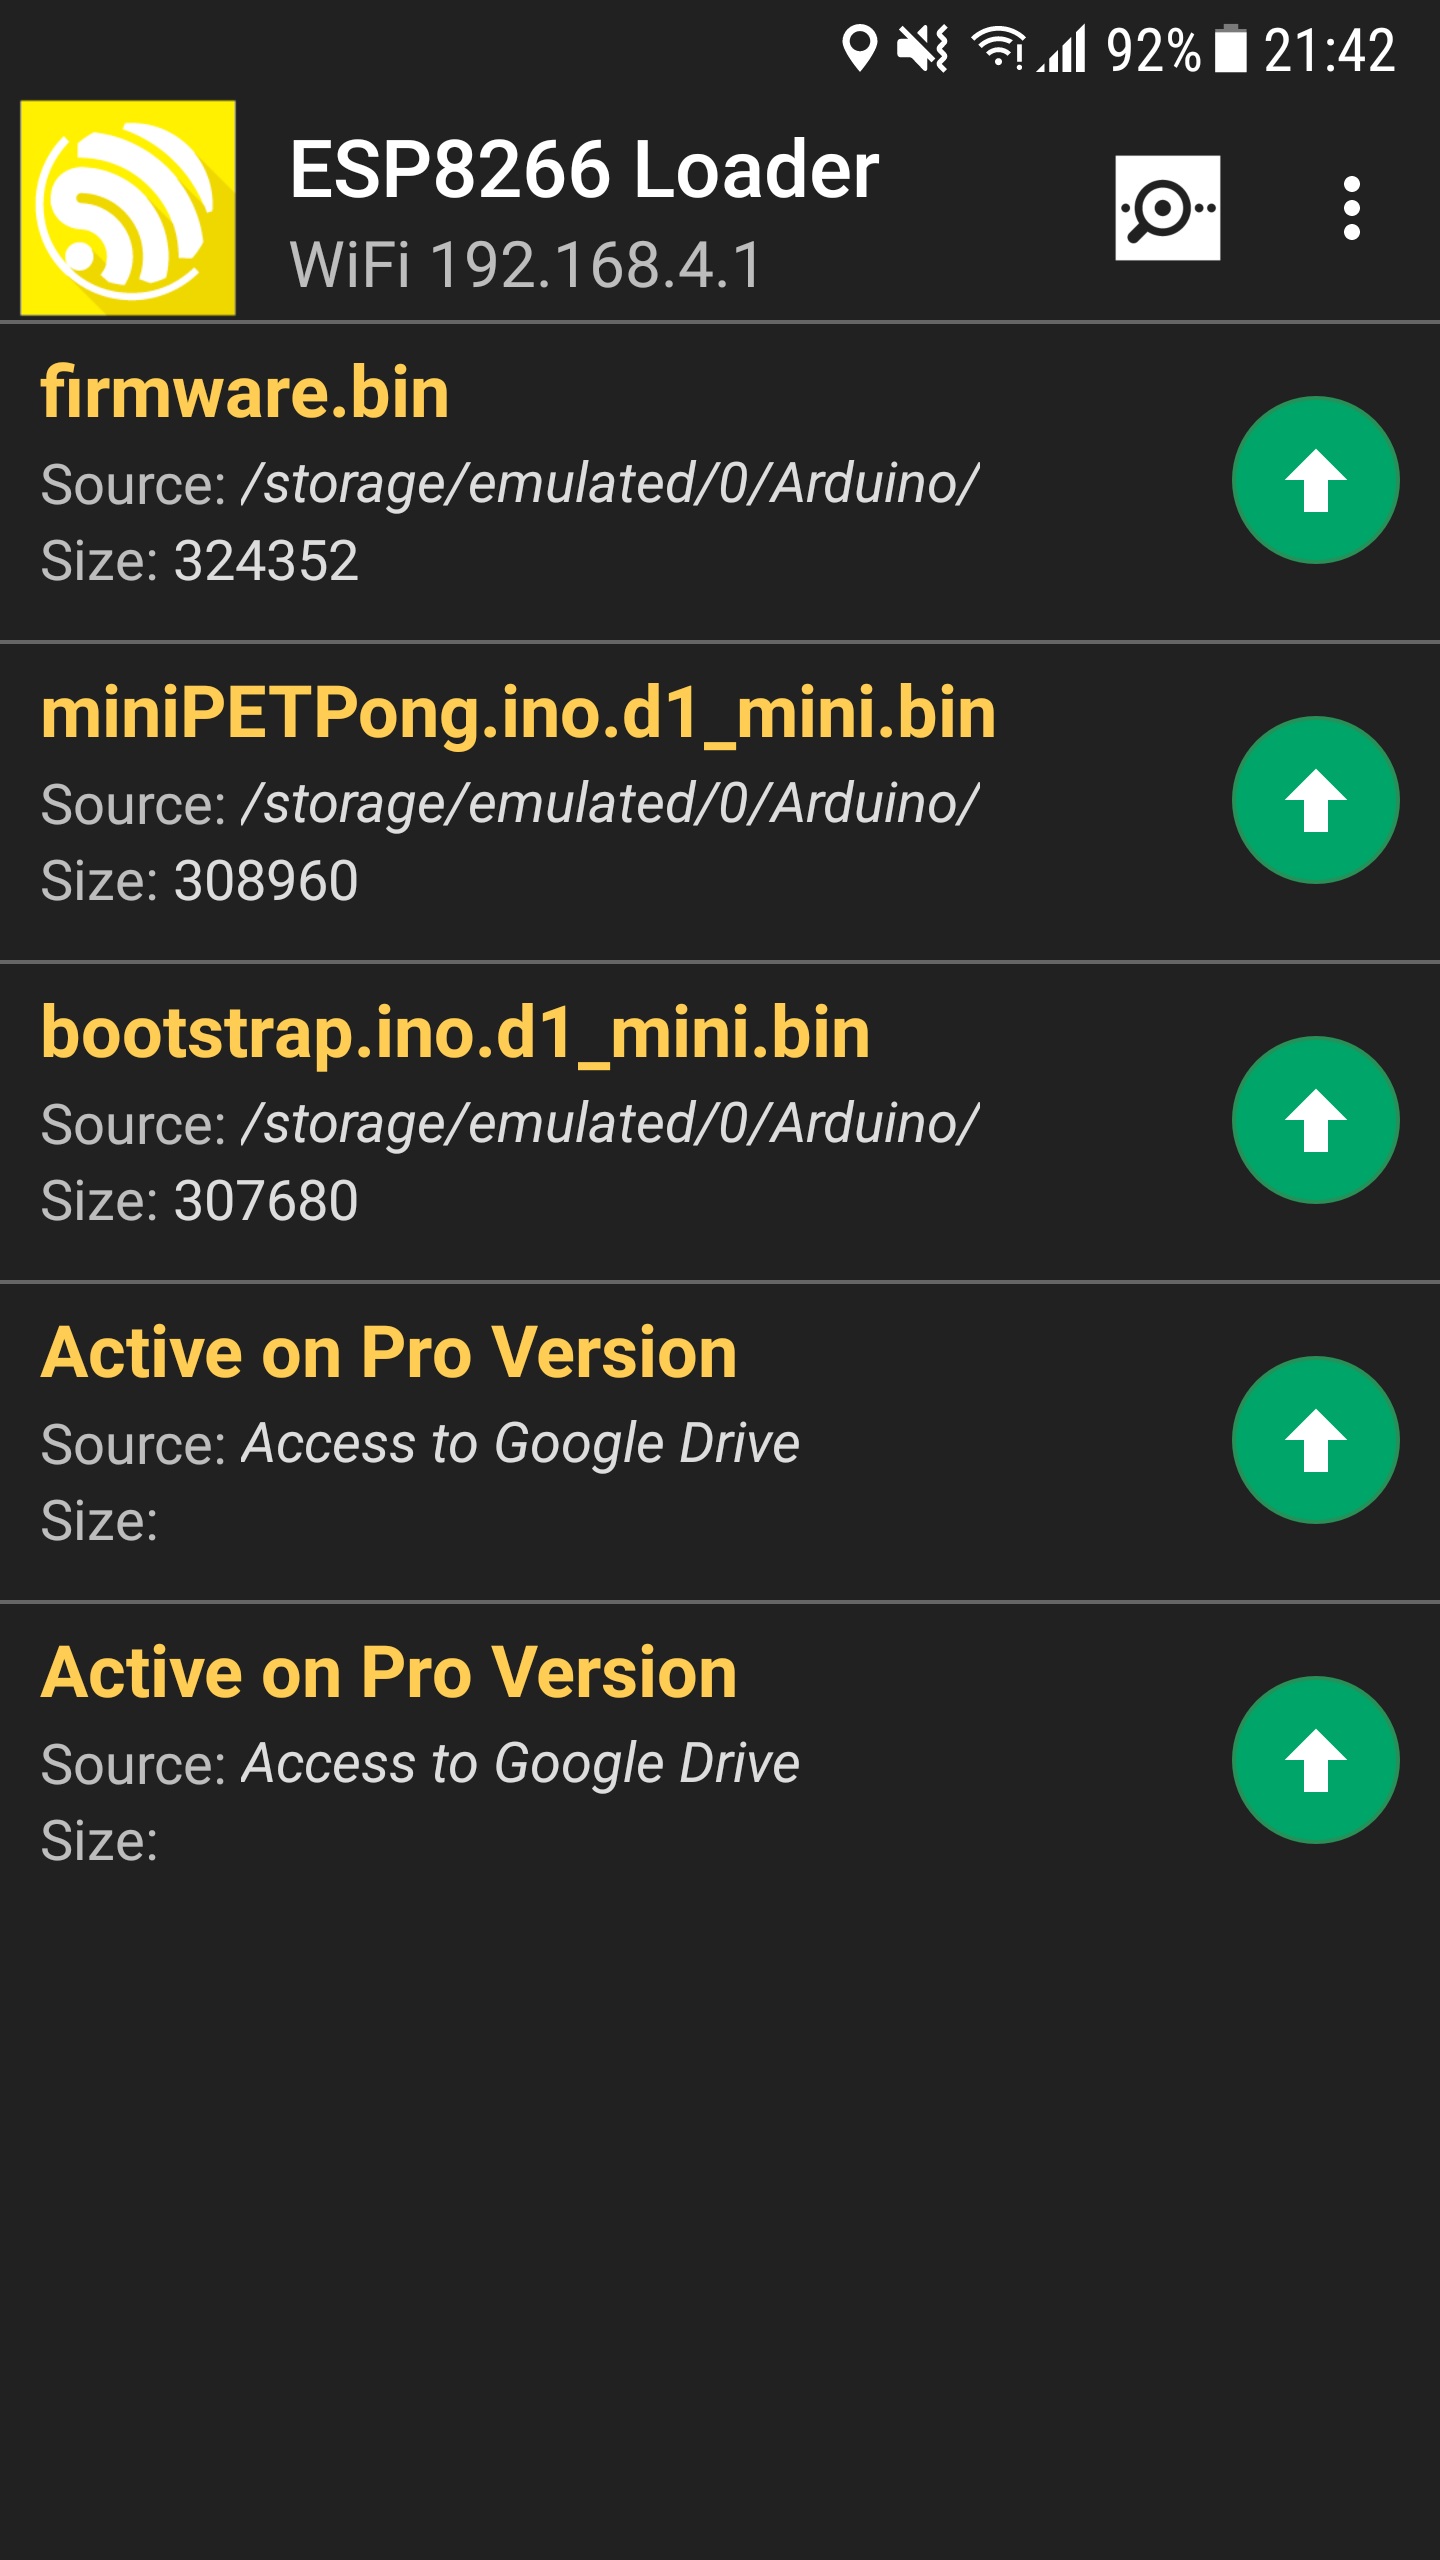 92% 21:42
ESP8266 Loader
WiFi 192.168.4.1
firmware.bin
Source: /storage/emulated/0/Arduino/
Size: 324352
miniPETPong.ino.d1_mini.bin
Source: /storage/emulated/0/Arduino/
Size: 308960
bootstrap.ino.d1_mini.bin
Source: /storage/emulated/0/Arduino/
Size: 307680
Active on Pro Version
Source: Access to Google Drive
Size:
Active on Pro Version
Source: Access to Google Drive
Size: